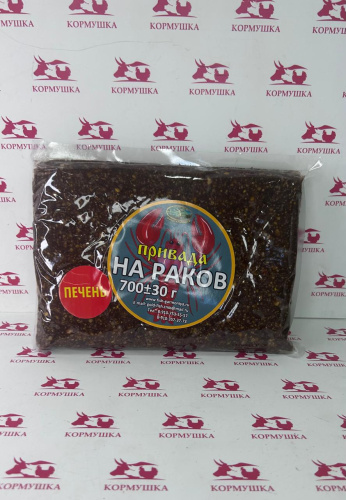 КОРМУШКА
привада
НА РАКОВ
700±30 г
ПЕЧЕНЬ